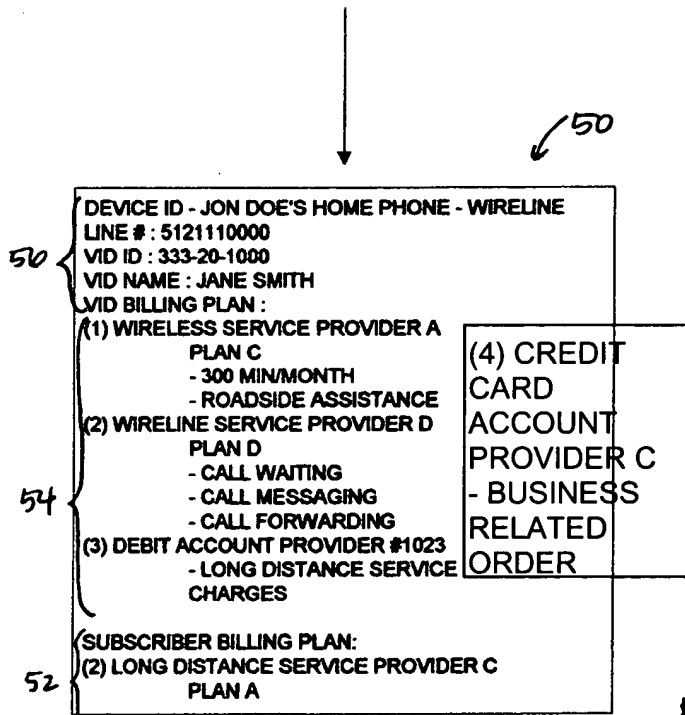 50
DEVICE ID - JON DOE'S HOME PHONE - WIRELINE
LINE # : 5121110000
56
VID ID : 333-20-1000
VID NAME : JANE SMITH
VID BILLING PLAN :
(1) WIRELESS SERVICE PROVIDER A
PLAN C
- 300 MIN/MONTH
- ROADSIDE ASSISTANCE
(2) WIRELINE SERVICE PROVIDER D
PLAN D
- CALL WAITING
- CALL MESSAGING
54
- CALL FORWARDING
(3) DEBIT ACCOUNT PROVIDER #1023
- LONG DISTANCE SERVICE
CHARGES
(4) CREDIT
CARD
ACCOUNT
PROVIDER C
- BUSINESS
RELATED
ORDER
SUBSCRIBER BILLING PLAN:
52
(2) LONG DISTANCE SERVICE PROVIDER C
PLAN A